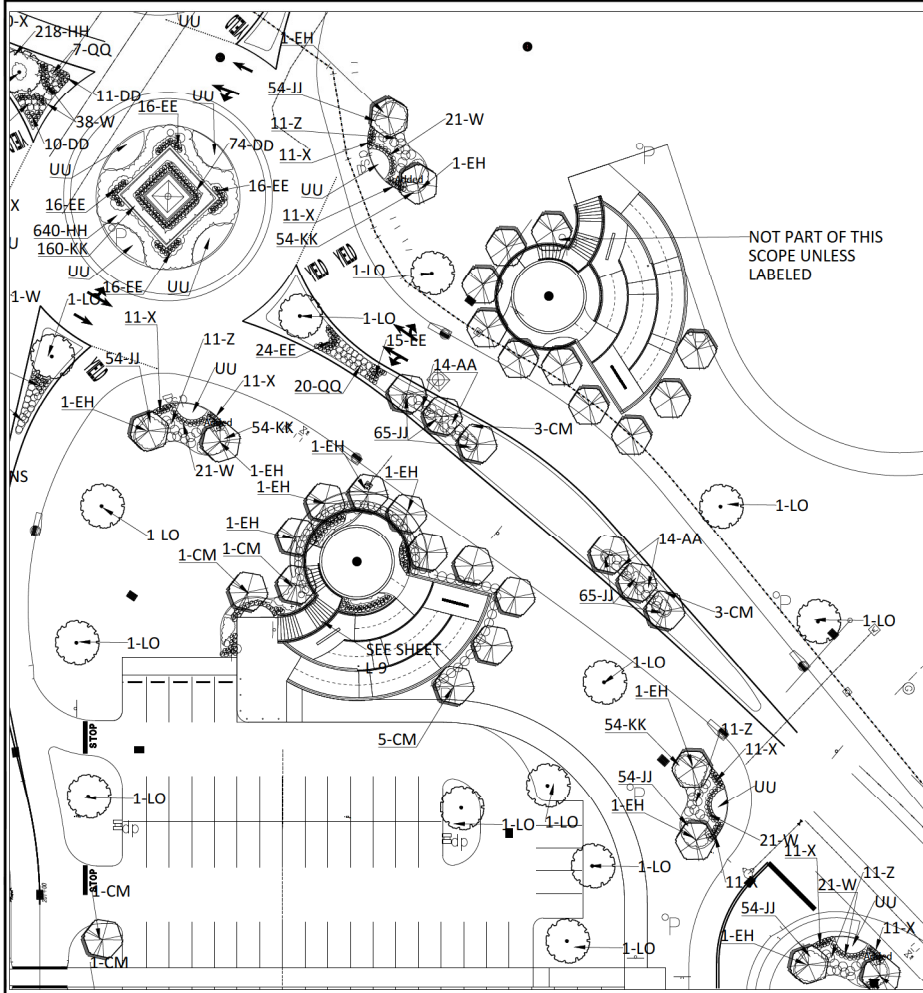 0-X
218-HH
7-QQ
UU
1-EH
11-DD
38-W
10-DD
16-EE
UU
74-DD
54-JJ
11-Z
21-W
11-X
1-EH
UU
UU
16-EE
16-EE
11-X
54-KK
X
640-HH
160-KK
UU
UU
16-EE
YIELD
YIELD
1-LO
NOT PART OF THIS
SCOPE UNLESS
LABELED
1-W
1-LO
11-X
24-EE
1-LO
15-EE
14-AA
11-Z
54-JJ
UU
11-X
20-QQ
1-EH
54-KK
65-JJ
3-CM
21-W
1-EH
1-EH
NS
1-EH
1-EH
1-LO
1-LO
1-EH
1-CM
1-CM
14-AA
65-JJ
3-CM
1-LO
1-LO
SEE SHEET
L-9
1-LO
1-EH
5-CM
STOP
54-KK
11-Z
11-X
54-JJ
UU
1-EH
1-LO
1-LO
1-LO
21-W
1-LO
11-X
11-X
STOP
1-CM
21-W
11-Z
54-JJ
UU
1-EH
11-X
1-LO
1-CM